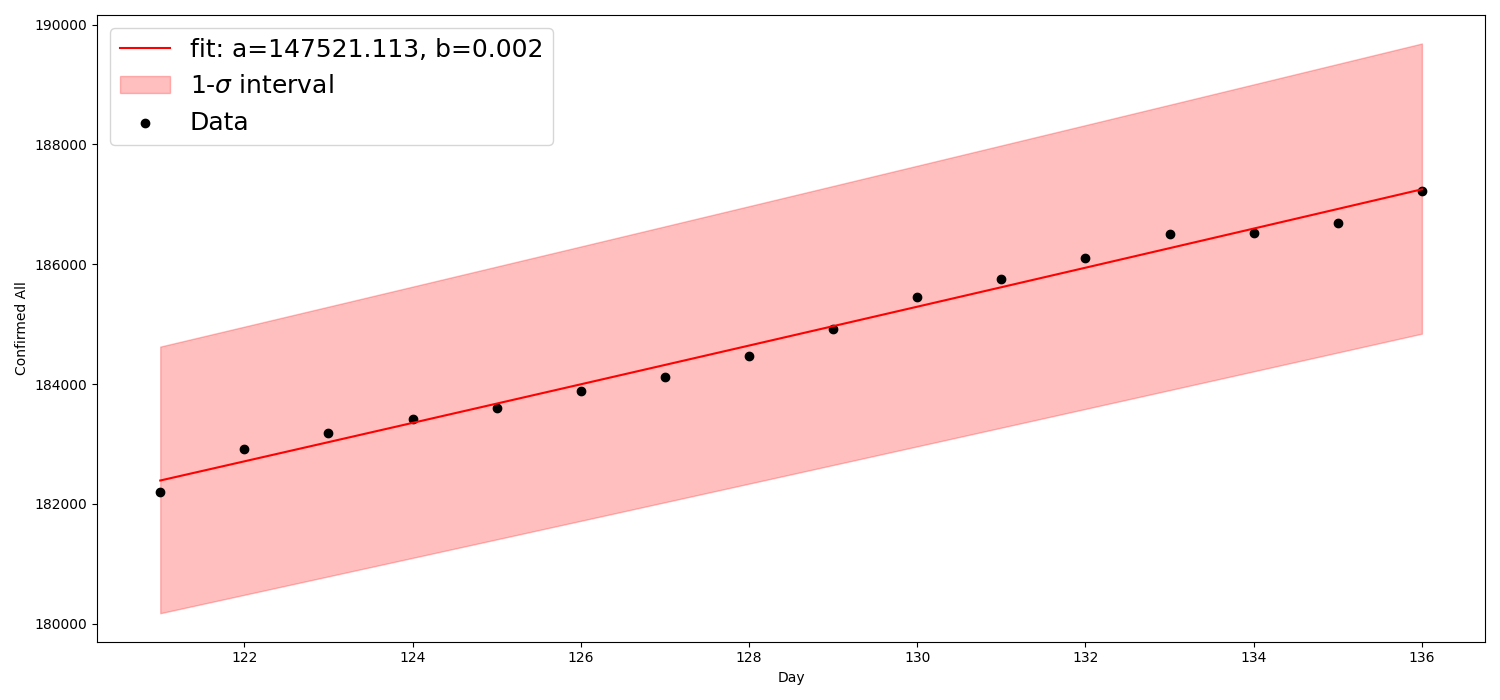 190000
188000
186000
184000
182000
180000
Confirmed All
fit: a=147521.113, b=0.002
1-σ interval
Data
122 124 126 128 130 132 134 136
Day